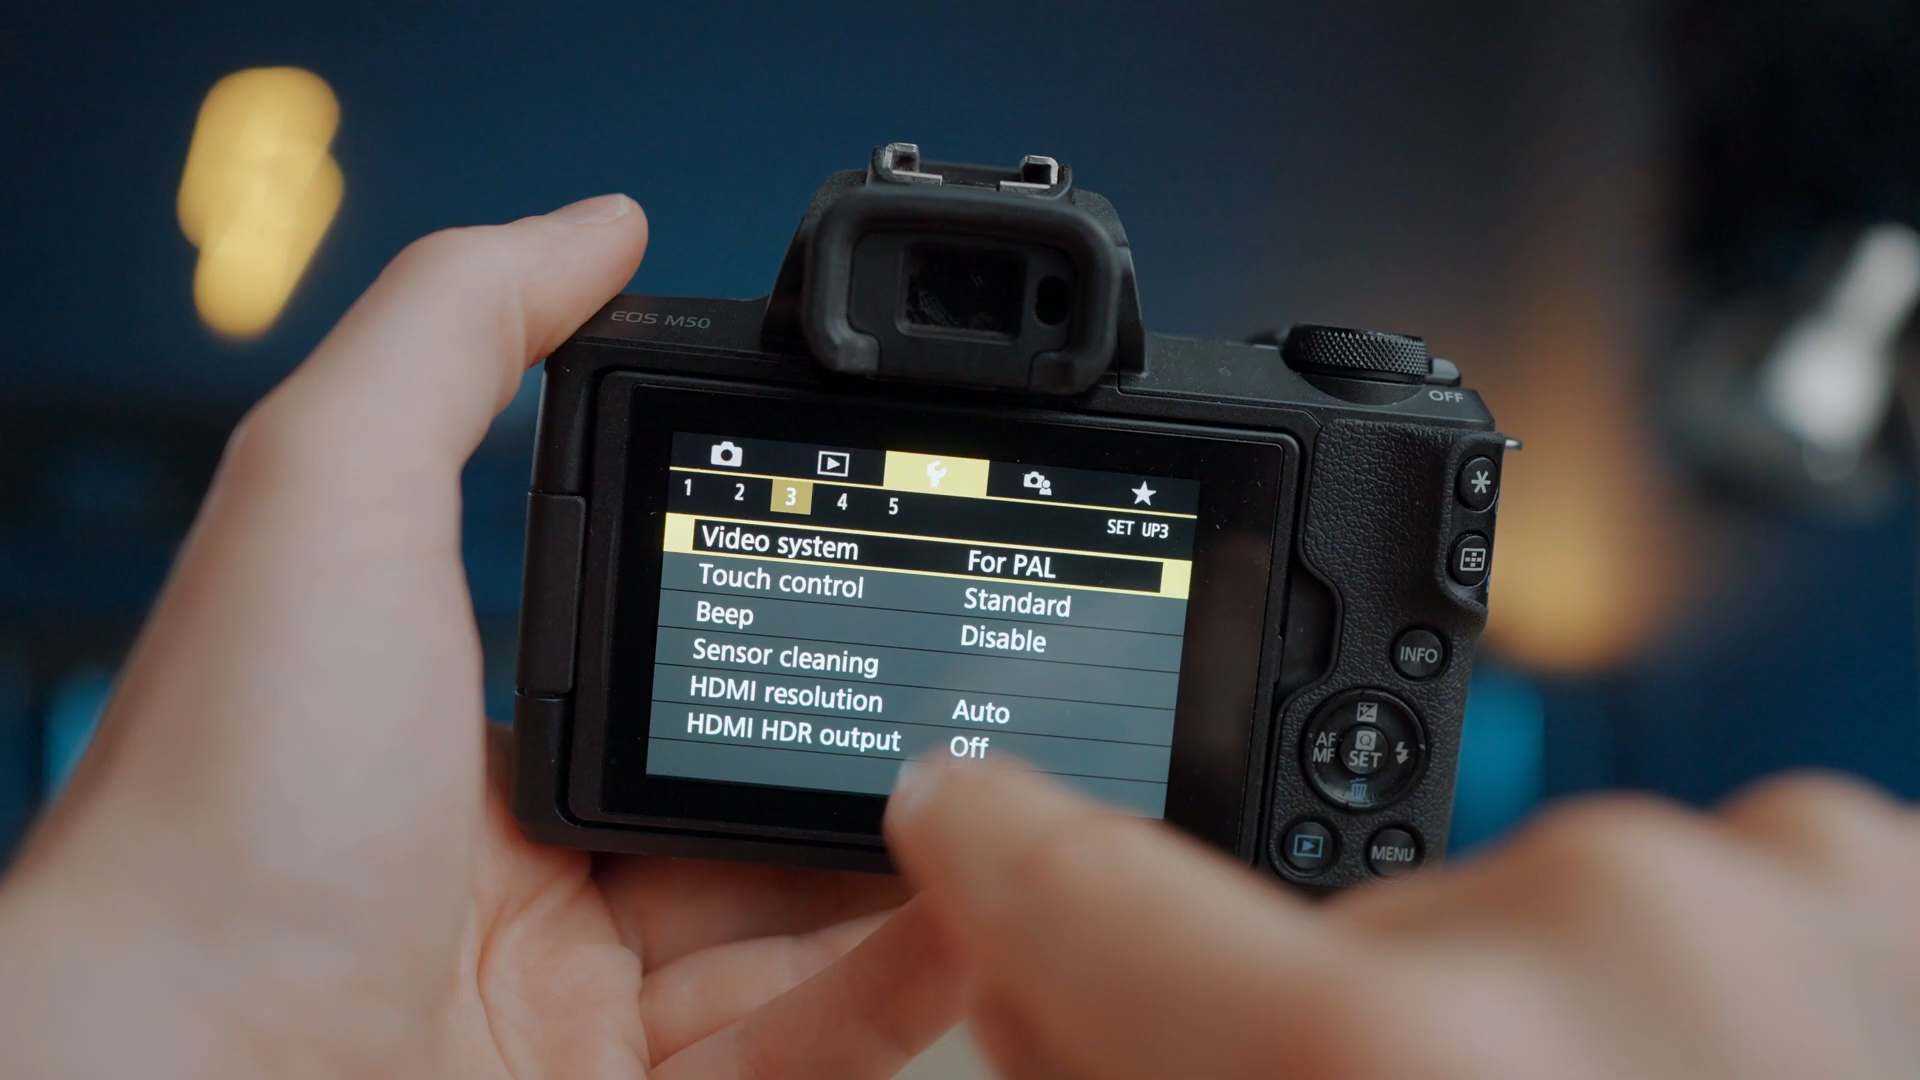 EOS M50
OFF
1 2 3 4 5
SET UP3
Video system For PAL
Touch control Standard
Beep Disable
Sensor cleaning
HDMI resolution Auto
HDMI HDR output Off
INFO
AF
MF
Q
SET
MENU